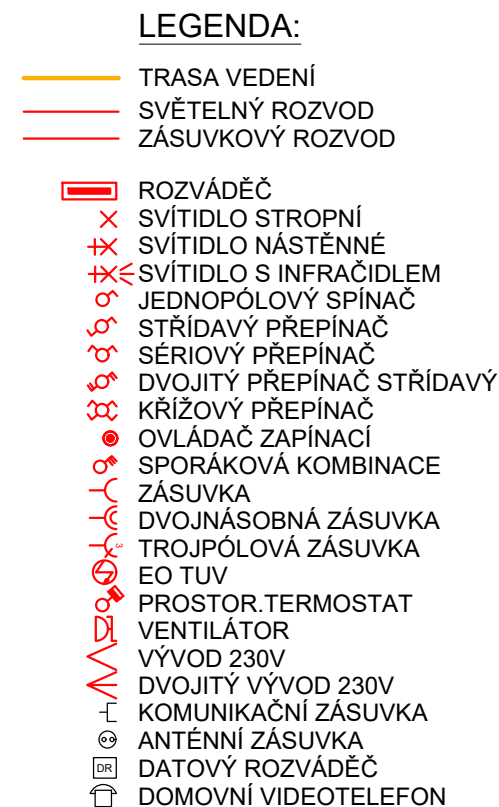 LEGENDA:
TRASA VEDENÍ
SVĚTELNÝ ROZVOD
ZÁSUVKOVÝ ROZVOD
ROZVÁDĚČ
SVÍTIDLO STROPNÍ
SVÍTIDLO NÁSTĚNNÉ
SVÍTIDLO S INFRAČIDLEM
JEDNOPÓLOVÝ SPÍNAČ
STŘÍDAVÝ PŘEPÍNAČ
SÉRIOVÝ PŘEPÍNAČ
DVOJITÝ PŘEPÍNAČ STŘÍDAVÝ
KŘÍŽOVÝ PŘEPÍNAČ
OVLÁDAČ ZAPÍNACÍ
SPORÁKOVÁ KOMBINACE
ZÁSUVKA
DVOJNÁSOBNÁ ZÁSUVKA
3 TROJPÓLOVÁ ZÁSUVKA
EO TUV
PROSTOR.TERMOSTAT
VENTILÁTOR
VÝVOD 230V
DVOJITÝ VÝVOD 230V
KOMUNIKAČNÍ ZÁSUVKA
ANTÉNNÍ ZÁSUVKA
DR DATOVÝ ROZVÁDĚČ
DOMOVNÍ VIDEOTELEFON